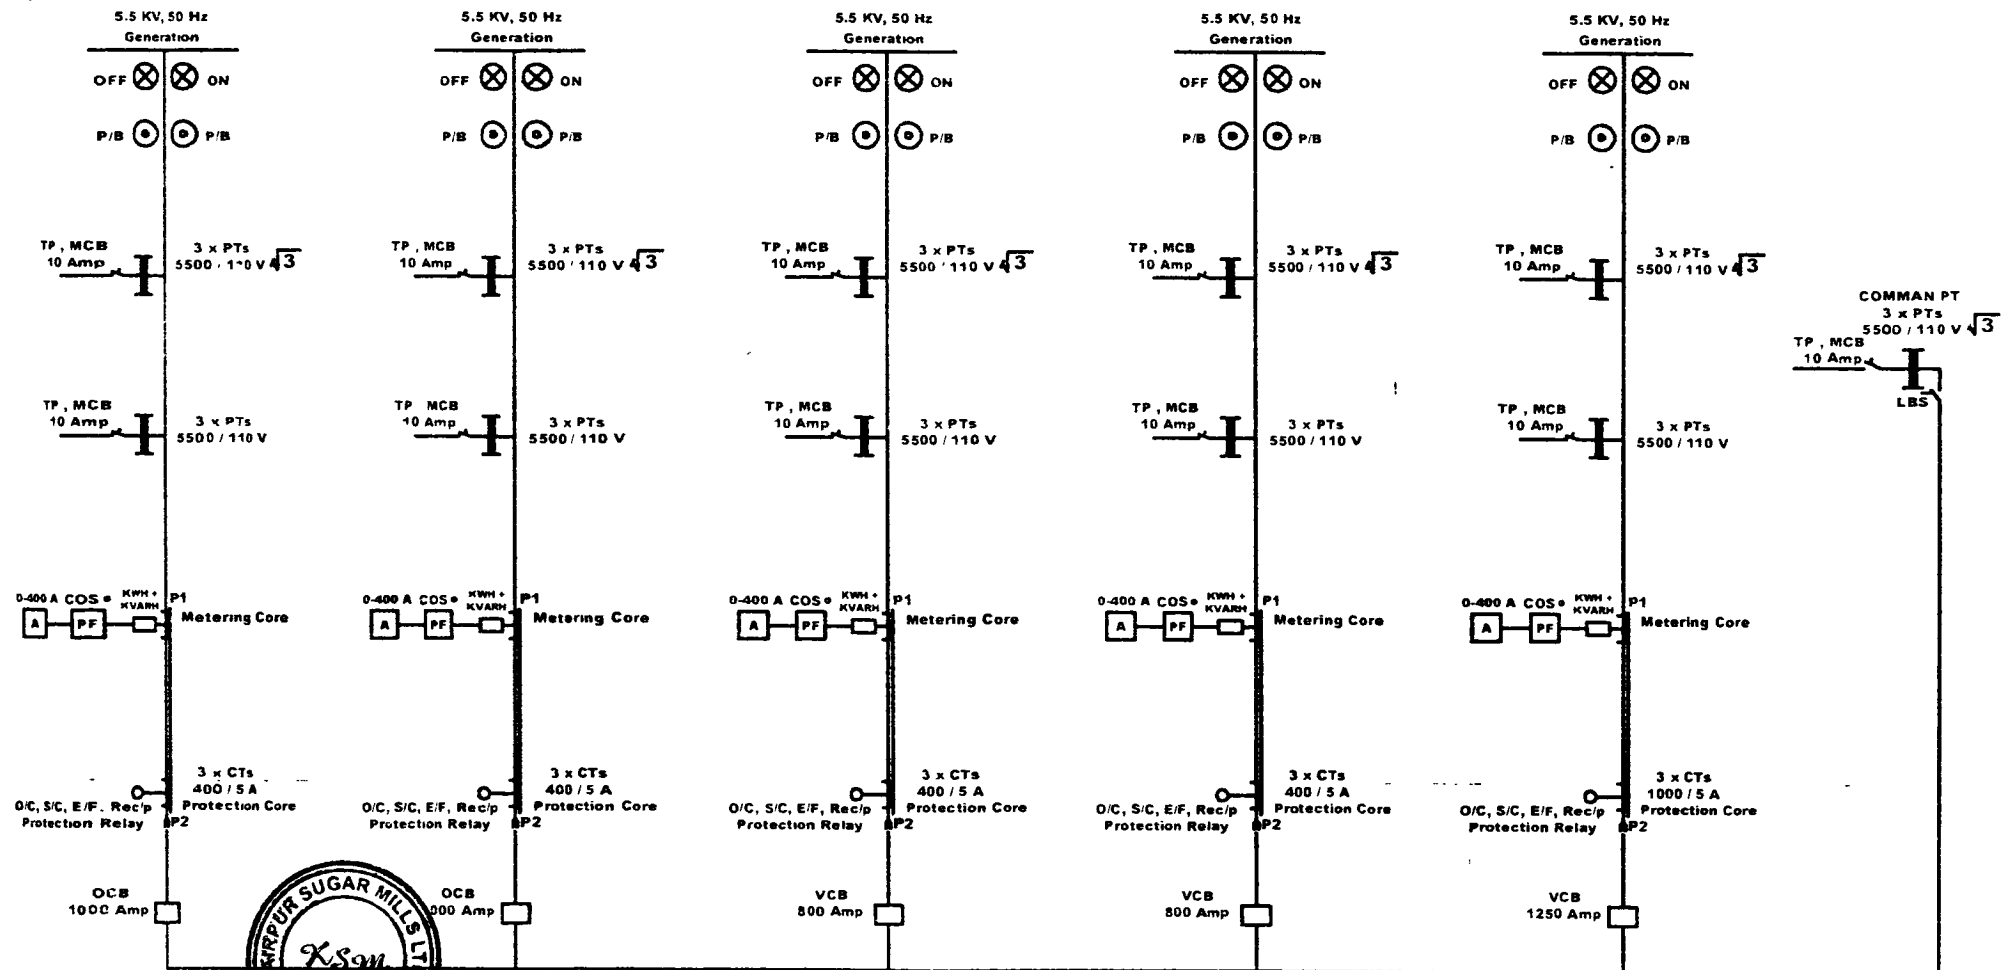 5.5 KV, 50 Hz
Generation
OFF ON
P/B P/B
TP , MCB
10 Amp
3 x PTs
5500 / 110 V √3
TP , MCB
10 Amp
3 x PTs
5500 / 110 V
0-400 A COS
KWH +
KVARH
P1
A PF
Metering Core
3 x CTs
400 / 5 A
Protection Core
O/C, S/C, E/F. Rec/p
Protection Relay
P2
OCB
1000 Amp
5.5 KV, 50 Hz
Generation
OFF ON
P/B P/B
TP , MCB
10 Amp
3 x PTs
5500 / 110 V √3
TP MCB
10 Amp
3 x PTs
5500 / 110 V
0-400 A COS
KWH +
KVARH
P1
A PF
Metering Core
3 x CTs
400 / 5 A
Protection Core
O/C, S/C, E/F, Rec/p
Protection Relay
P2
OCB
000 Amp
5.5 KV, 50 Hz
Generation
OFF ON
P/B P/B
TP , MCB
10 Amp
3 x PTs
5500 / 110 V √3
TP , MCB
10 Amp
3 x PTs
5500 / 110 V
0-400 A COS
KWH +
KVARH
P1
A PF
Metering Core
3 x CTs
400 / 5 A
Protection Core
O/C, S/C, E/F, Rec/p
Protection Relay
P2
VCB
800 Amp
5.5 KV, 50 Hz
Generation
OFF ON
P/B P/B
TP , MCB
10 Amp
3 x PTs
5500 / 110 V √3
TP , MCB
10 Amp
3 x PTs
5500 / 110 V
0-400 A COS
KWH +
KVARH
P1
A PF
Metering Core
3 x CTs
400 / 5 A
Protection Core
O/C, S/C, E/F, Rec/p
Protection Relay
P2
VCB
800 Amp
5.5 KV, 50 Hz
Generation
OFF ON
P/B P/B
TP , MCB
10 Amp
3 x PTs
5500 / 110 V √3
TP , MCB
10 Amp
3 x PTs
5500 / 110 V
0-400 A COS
KWH +
KVARH
P1
A PF
Metering Core
3 x CTs
1000 / 5 A
Protection Core
O/C, S/C, E/F, Rec/p
Protection Relay
P2
VCB
1250 Amp
COMMAN PT
3 x PTs
5500 / 110 V √3
TP , MCB
10 Amp
LBS
AIRPUR SUGAR MILLS LT
KSM